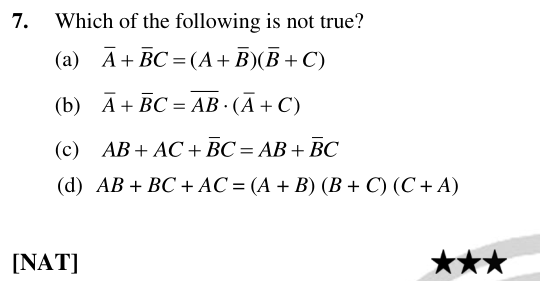 7. Which of the following is not true?
(a) A̅ + B̅C = (A + B̅)(B̅ + C)
(b) A̅ + B̅C = A̅B̅ · (A̅ + C)
(c) AB + AC + B̅C = AB + B̅C
(d) AB + BC + AC = (A + B) (B + C) (C + A)
[NAT] ★★★